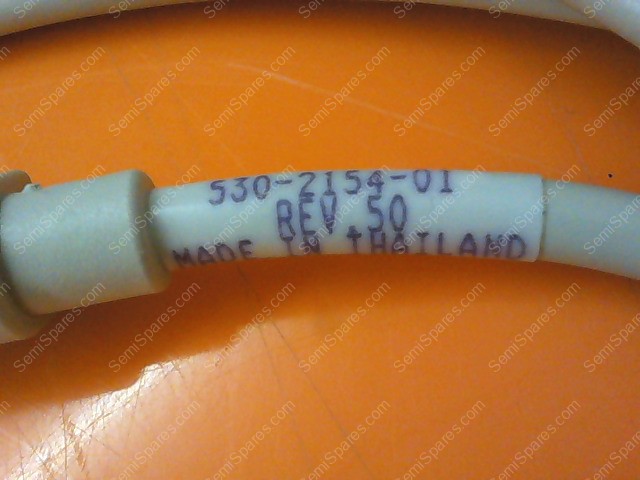 530-2154-01
REV 50
MADE IN THAILAND
SemiSpares.com